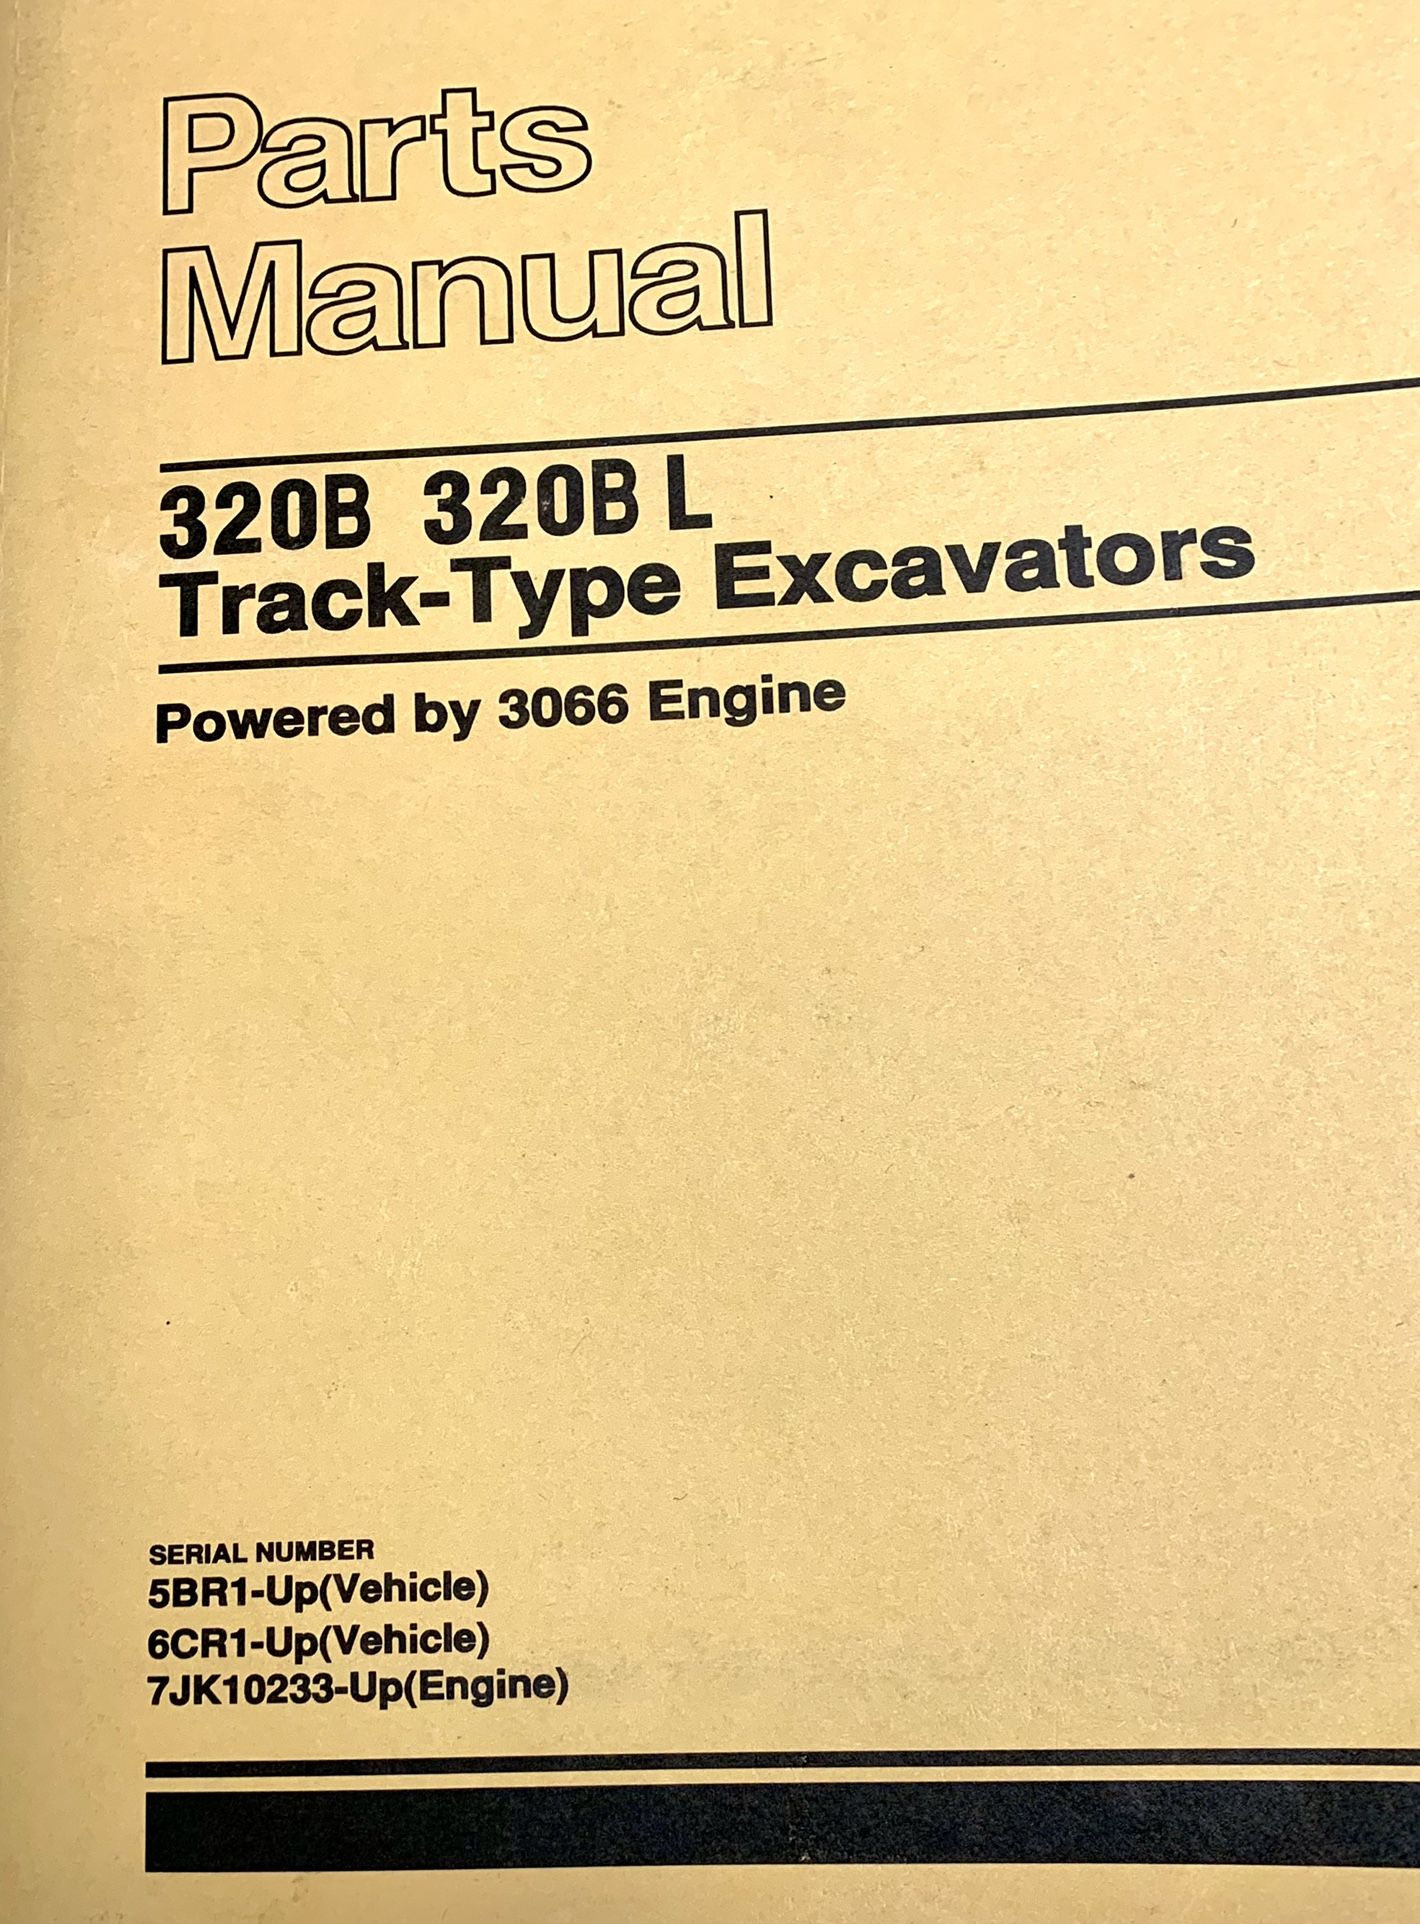 Parts
Manual
320B 320B L
Track-Type Excavators
Powered by 3066 Engine
SERIAL NUMBER
5BR1-Up(Vehicle)
6CR1-Up(Vehicle)
7JK10233-Up(Engine)